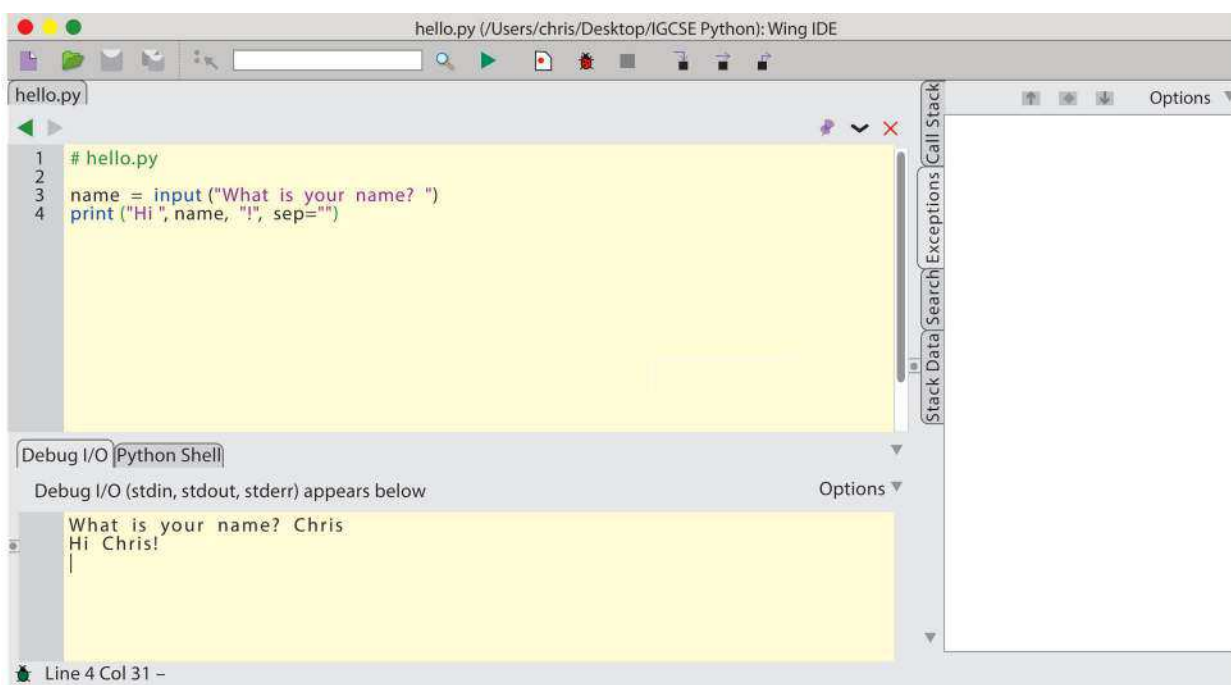 hello.py (/Users/chris/Desktop/IGCSE Python): Wing IDE
hello.py
1 # hello.py
2
3 name = input ("What is your name? ")
4 print ("Hi ", name, "!", sep="")
Call Stack
Exceptions
Search
Stack Data
Options
Debug I/O Python Shell
Debug I/O (stdin, stdout, stderr) appears below Options
What is your name? Chris
Hi Chris!
Line 4 Col 31 –